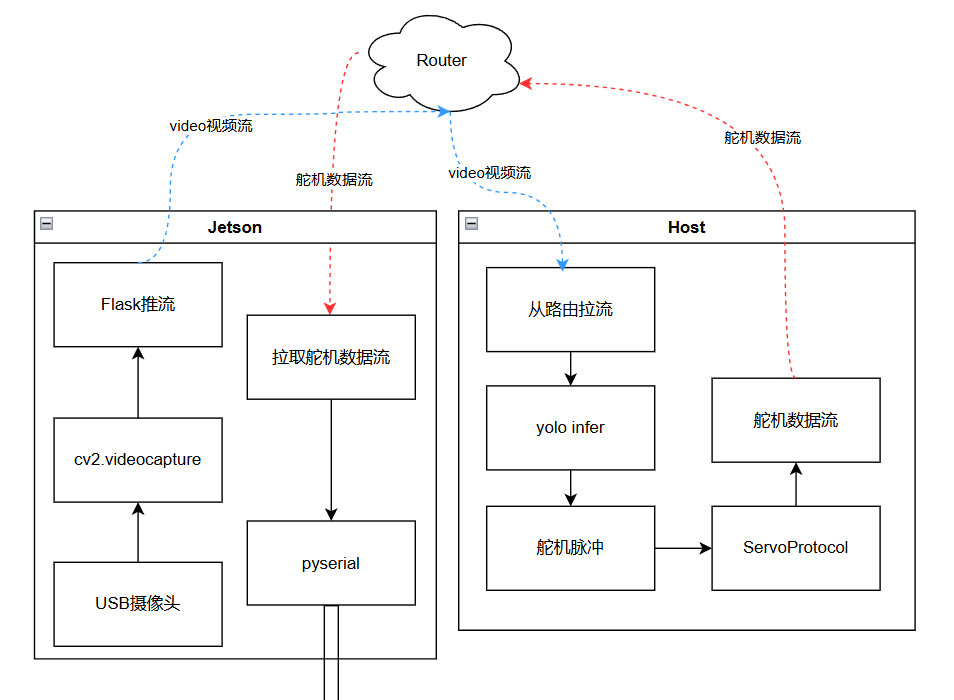 Router
video视频流
舵机数据流
video视频流
舵机数据流
Jetson
Flask推流
cv2.videocapture
USB摄像头
拉取舵机数据流
pyserial
Host
从路由拉流
yolo infer
舵机脉冲
ServoProtocol
舵机数据流